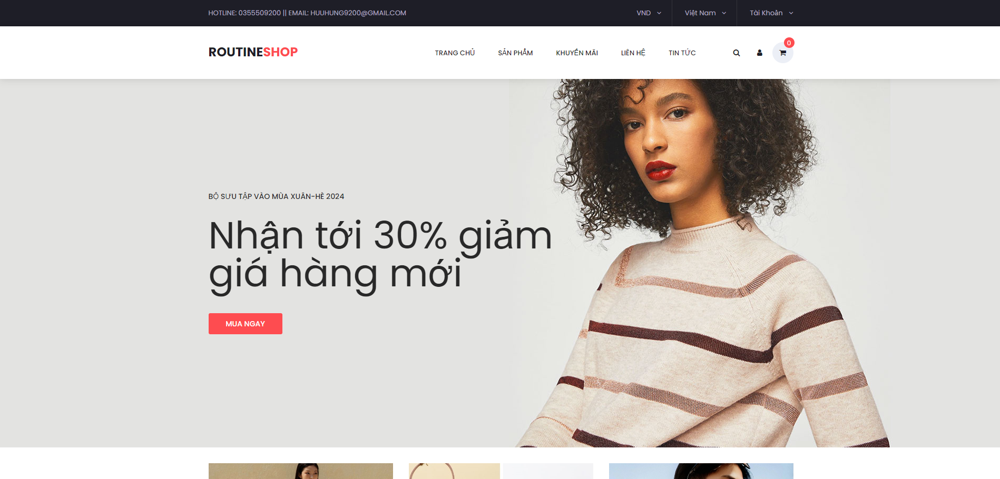 HOTLINE: 0355509200 || EMAIL: HUUHUNG9200@GMAIL.COM
VND
Việt Nam
Tài Khoản
ROUTINESHOP
TRANG CHỦ
SẢN PHẨM
KHUYẾN MÃI
LIÊN HỆ
TIN TỨC
0
BỘ SƯU TẬP VÀO MÙA XUÂN-HÈ 2024
Nhận tới 30% giảm
giá hàng mới
MUA NGAY